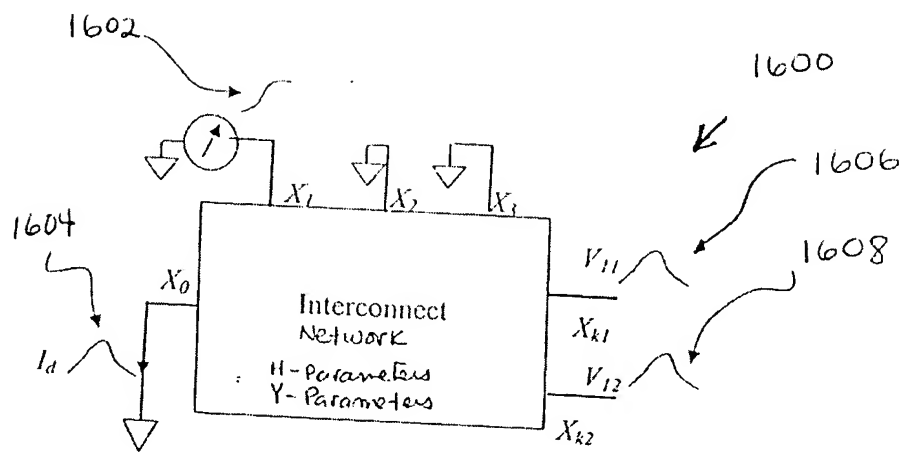 1602
1600
1606
X1
X2
X3
1604
1608
V11
X0
Interconnect
Network
Xk1
Id
H-Parameters
V12
Y-Parameters
Xk2